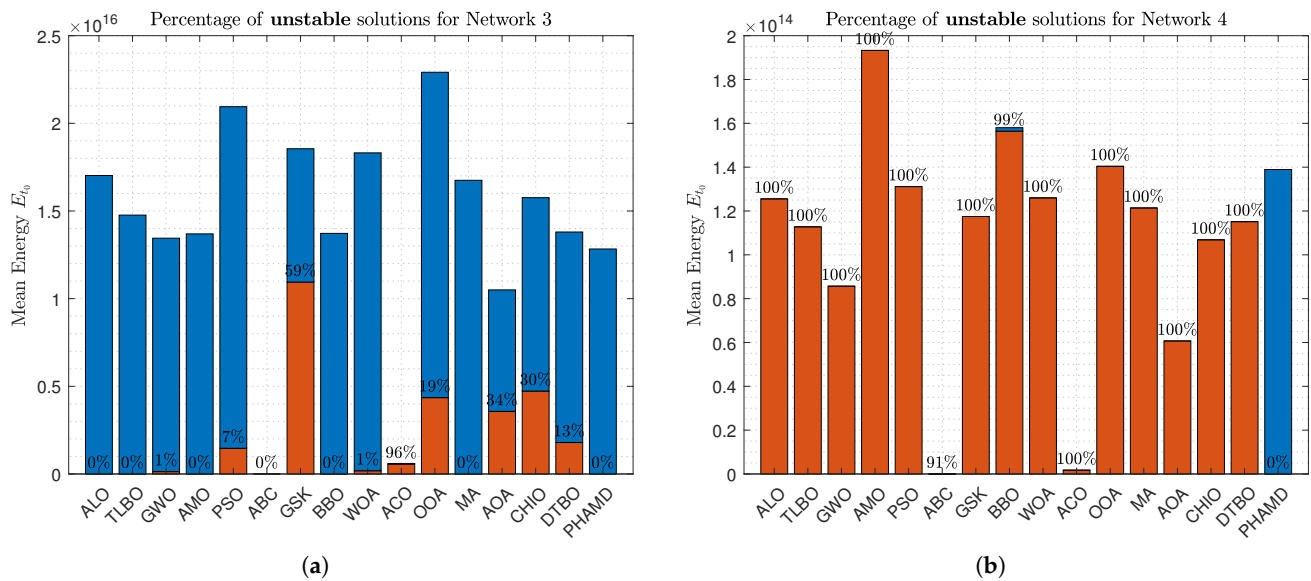 Percentage of unstable solutions for Network 3
×10^16
Mean Energy E_{t_0}
2.5
2
1.5
1
0.5
0
0%
0%
1%
0%
7%
0%
59%
0%
1%
96%
19%
0%
34%
30%
13%
0%
ALO
TLBO
GWO
AMO
PSO
ABC
GSK
BBO
WOA
ACO
OOA
MA
AOA
CHIO
DTBO
PHAMD
(a)
Percentage of unstable solutions for Network 4
×10^14
Mean Energy E_{t_0}
2
1.8
1.6
1.4
1.2
1
0.8
0.6
0.4
0.2
0
100%
100%
100%
100%
100%
91%
100%
99%
100%
100%
100%
100%
100%
100%
100%
0%
ALO
TLBO
GWO
AMO
PSO
ABC
GSK
BBO
WOA
ACO
OOA
MA
AOA
CHIO
DTBO
PHAMD
(b)